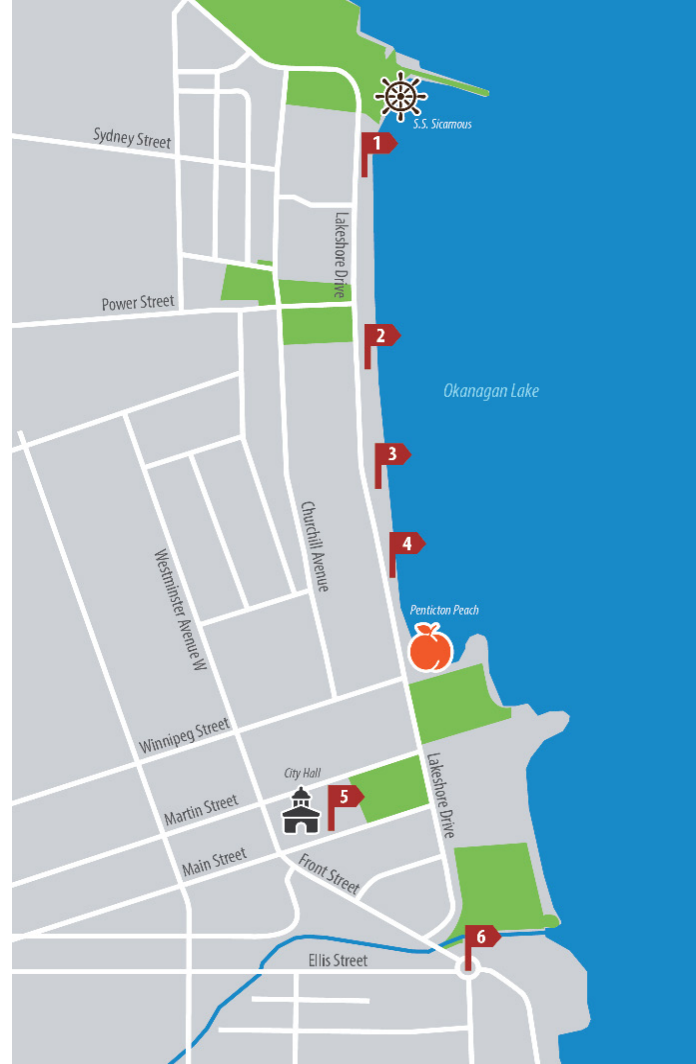 S.S. Sicamous
1
Sydney Street
Lakeshore Drive
Power Street
2
Okanagan Lake
3
Churchill Avenue
4
Westminster Avenue W
Penticton Peach
Winnipeg Street
City Hall
Lakeshore Drive
5
Martin Street
Main Street
Front Street
6
Ellis Street